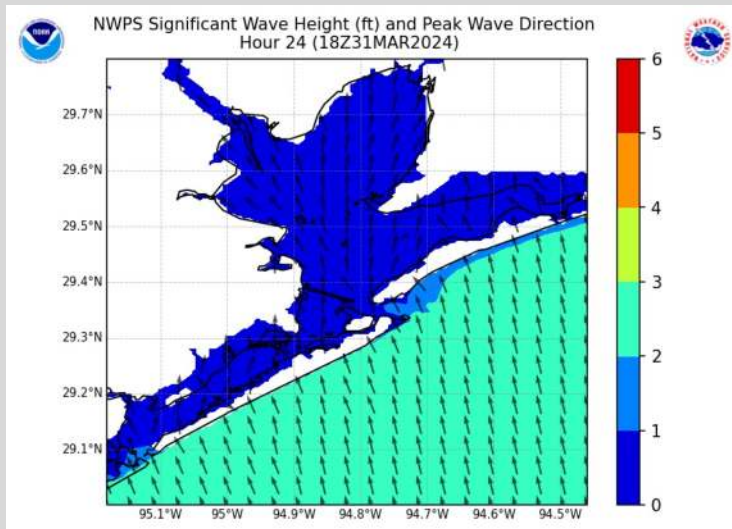 NWPS Significant Wave Height (ft) and Peak Wave Direction
Hour 24 (18Z31MAR2024)
NOAA
29.7°N
29.6°N
29.5°N
29.4°N
29.3°N
29.2°N
29.1°N
95.1°W 95°W 94.9°W 94.8°W 94.7°W 94.6°W 94.5°W
6
5
4
3
2
1
0